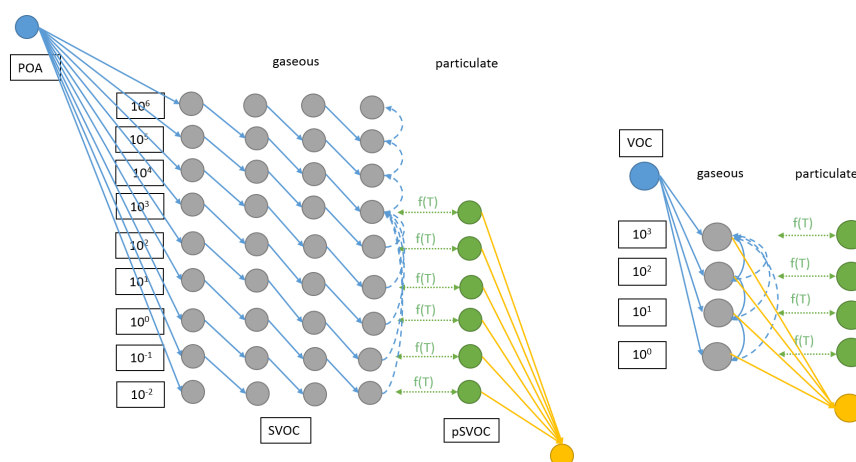 POA
gaseous
particulate
10⁶
10⁵
10⁴
10³
10²
10¹
10⁰
10⁻¹
10⁻²
f(T)
f(T)
f(T)
f(T)
f(T)
f(T)
SVOC
pSVOC
VOC
gaseous
particulate
10³
10²
10¹
10⁰
f(T)
f(T)
f(T)
f(T)